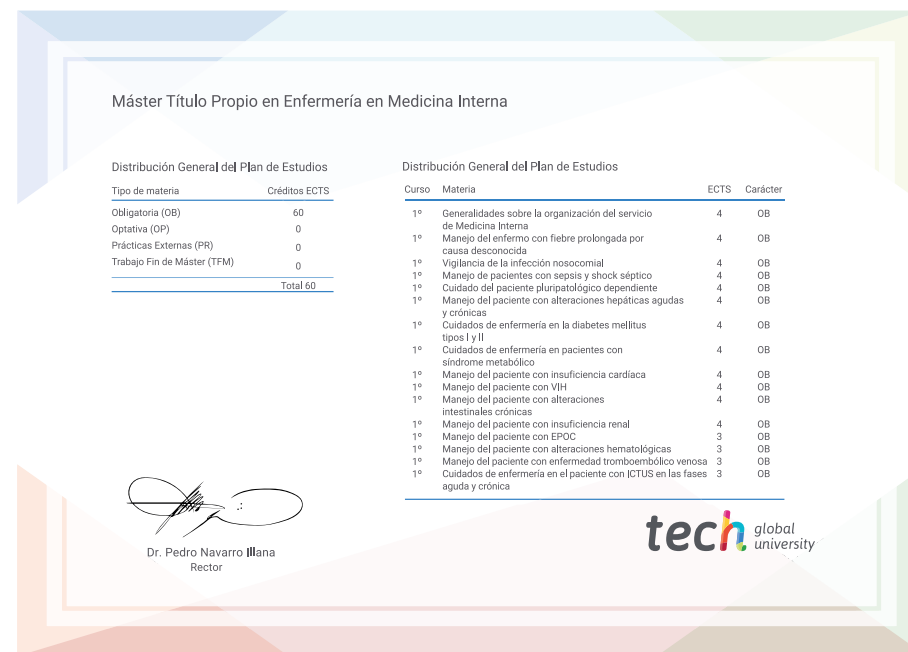 Máster Título Propio en Enfermería en Medicina Interna
Distribución General del Plan de Estudios
Tipo de materia Créditos ECTS
Obligatoria (OB) 60
Optativa (OP) 0
Prácticas Externas (PR) 0
Trabajo Fin de Máster (TFM) 0
Total 60
Distribución General del Plan de Estudios
Curso Materia ECTS Carácter
1º Generalidades sobre la organización del servicio 4 OB
de Medicina Interna
1º Manejo del enfermo con fiebre prolongada por 4 OB
causa desconocida
1º Vigilancia de la infección nosocomial 4 OB
1º Manejo de pacientes con sepsis y shock séptico 4 OB
1º Cuidado del paciente pluripatológico dependiente 4 OB
1º Manejo del paciente con alteraciones hepáticas agudas 4 OB
y crónicas
1º Cuidados de enfermería en la diabetes mellitus 4 OB
tipos I y II
1º Cuidados de enfermería en pacientes con 4 OB
síndrome metabólico
1º Manejo del paciente con insuficiencia cardíaca 4 OB
1º Manejo del paciente con VIH 4 OB
1º Manejo del paciente con alteraciones 4 OB
intestinales crónicas
1º Manejo del paciente con insuficiencia renal 4 OB
1º Manejo del paciente con EPOC 3 OB
1º Manejo del paciente con alteraciones hematológicas 3 OB
1º Manejo del paciente con enfermedad tromboembólico venosa 3 OB
1º Cuidados de enfermería en el paciente con ICTUS en las fases 3 OB
aguda y crónica
Dr. Pedro Navarro Illana
Rector
tech global
university